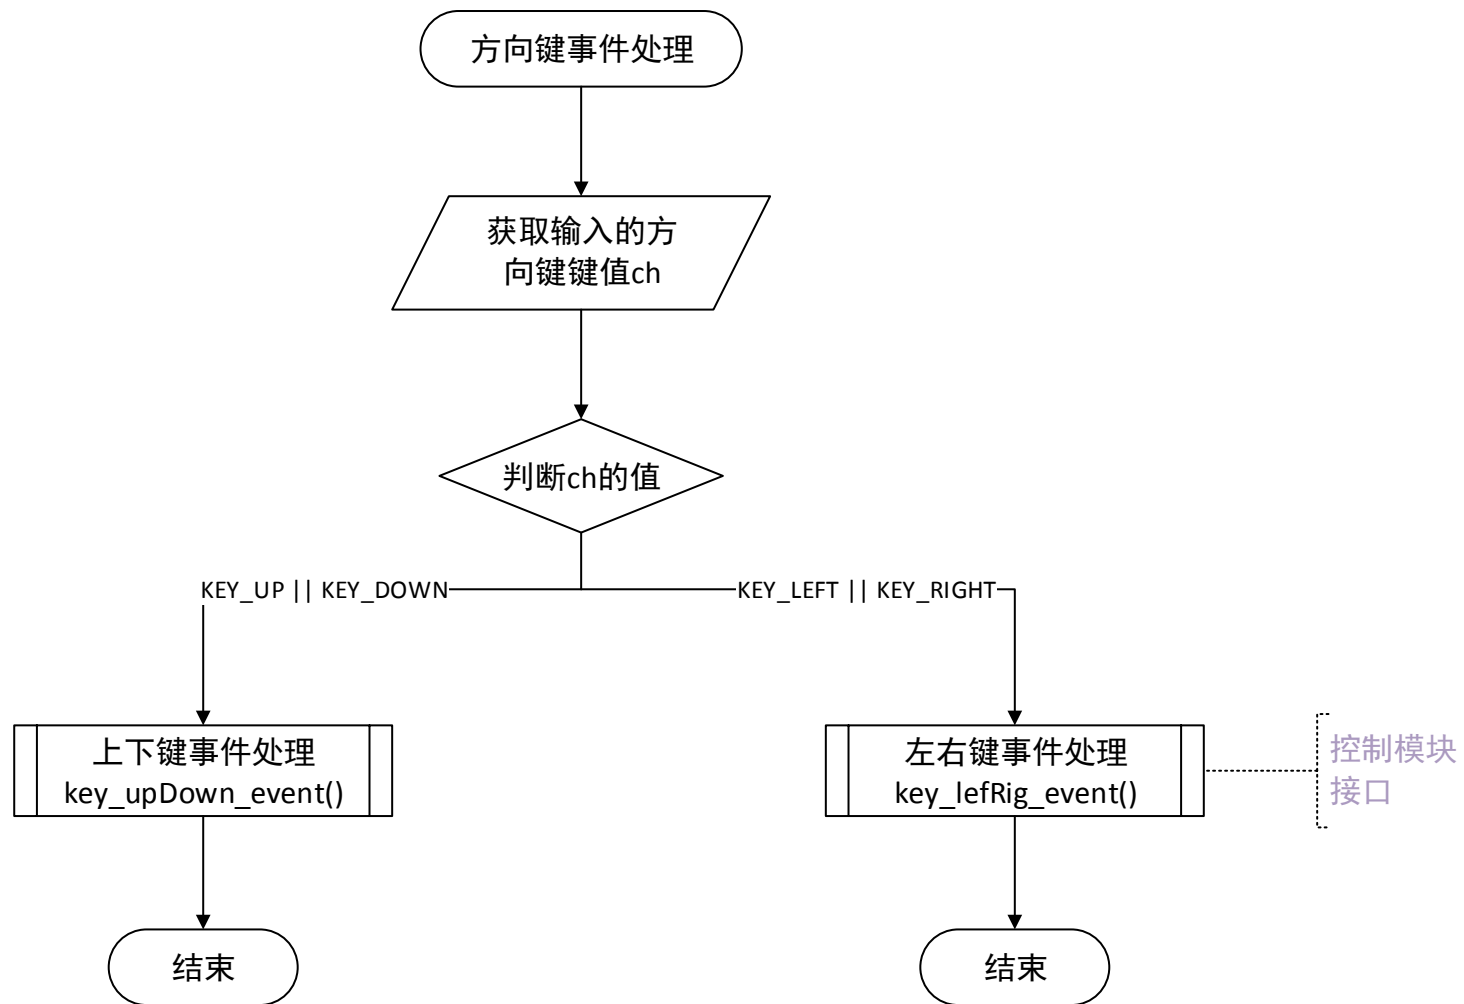 方向键事件处理
获取输入的方
向键键值ch
判断ch的值
KEY_UP || KEY_DOWN
KEY_LEFT || KEY_RIGHT
上下键事件处理
key_upDown_event()
左右键事件处理
key_lefRig_event()
控制模块
接口
结束
结束